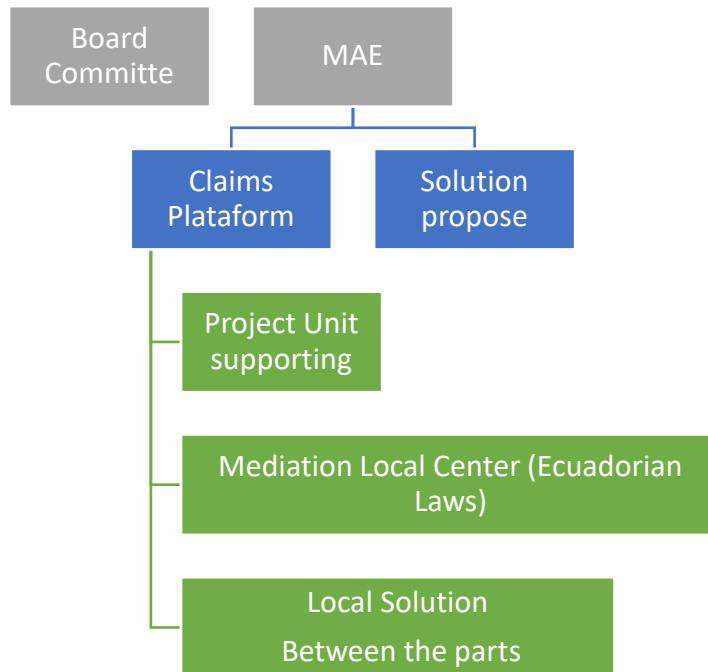 Board
Committe
MAE
Claims
Plataform
Solution
propose
Project Unit
supporting
Mediation Local Center (Ecuadorian
Laws)
Local Solution
Between the parts